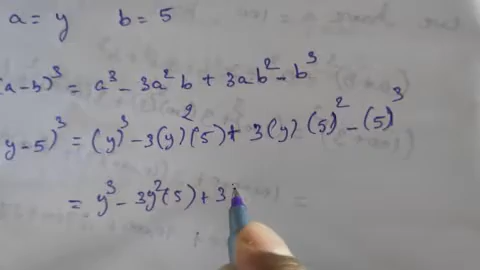 a = y b = 5
(a-b)³ = a³ - 3a²b + 3ab² - b³
y-5)³ = (y)³ - 3(y)²(5) + 3(y)(5)² - (5)³
= y³ - 3y²(5) + 3